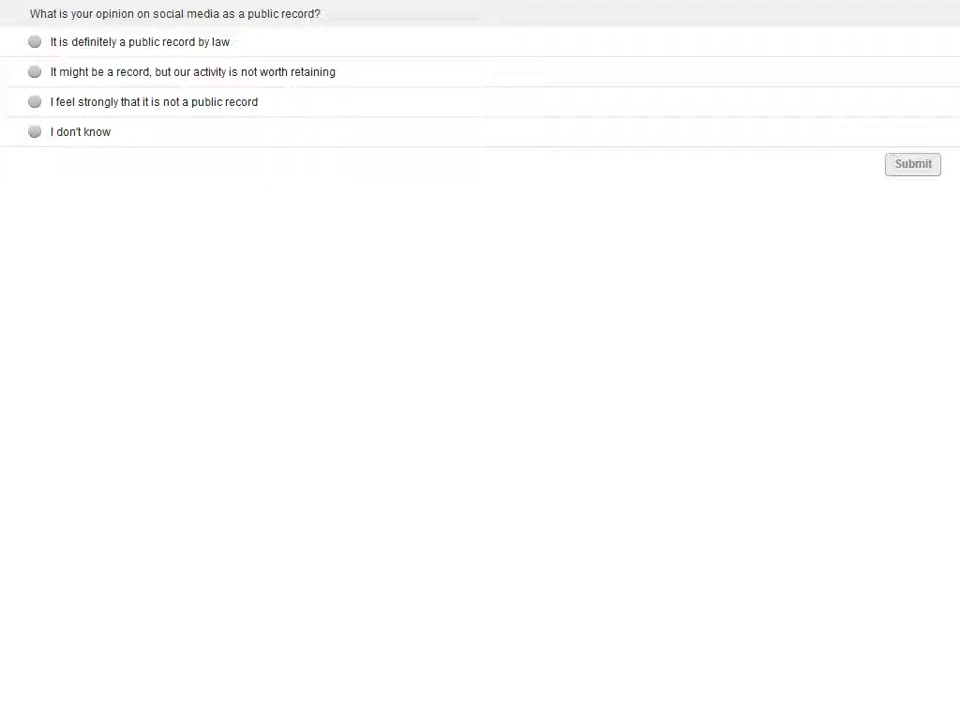 What is your opinion on social media as a public record?
It is definitely a public record by law
It might be a record, but our activity is not worth retaining
I feel strongly that it is not a public record
I don't know
Submit